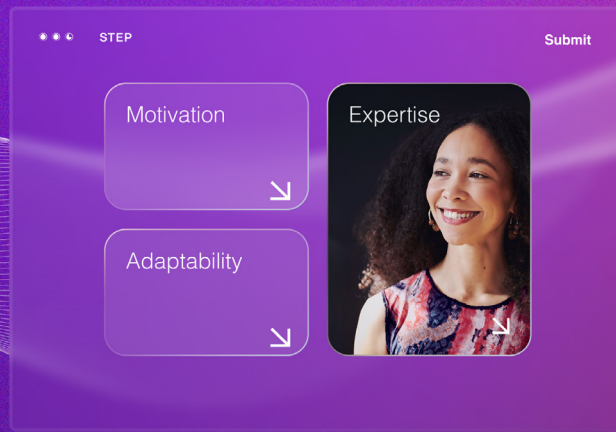 STEP
Submit
Motivation
Expertise
Adaptability